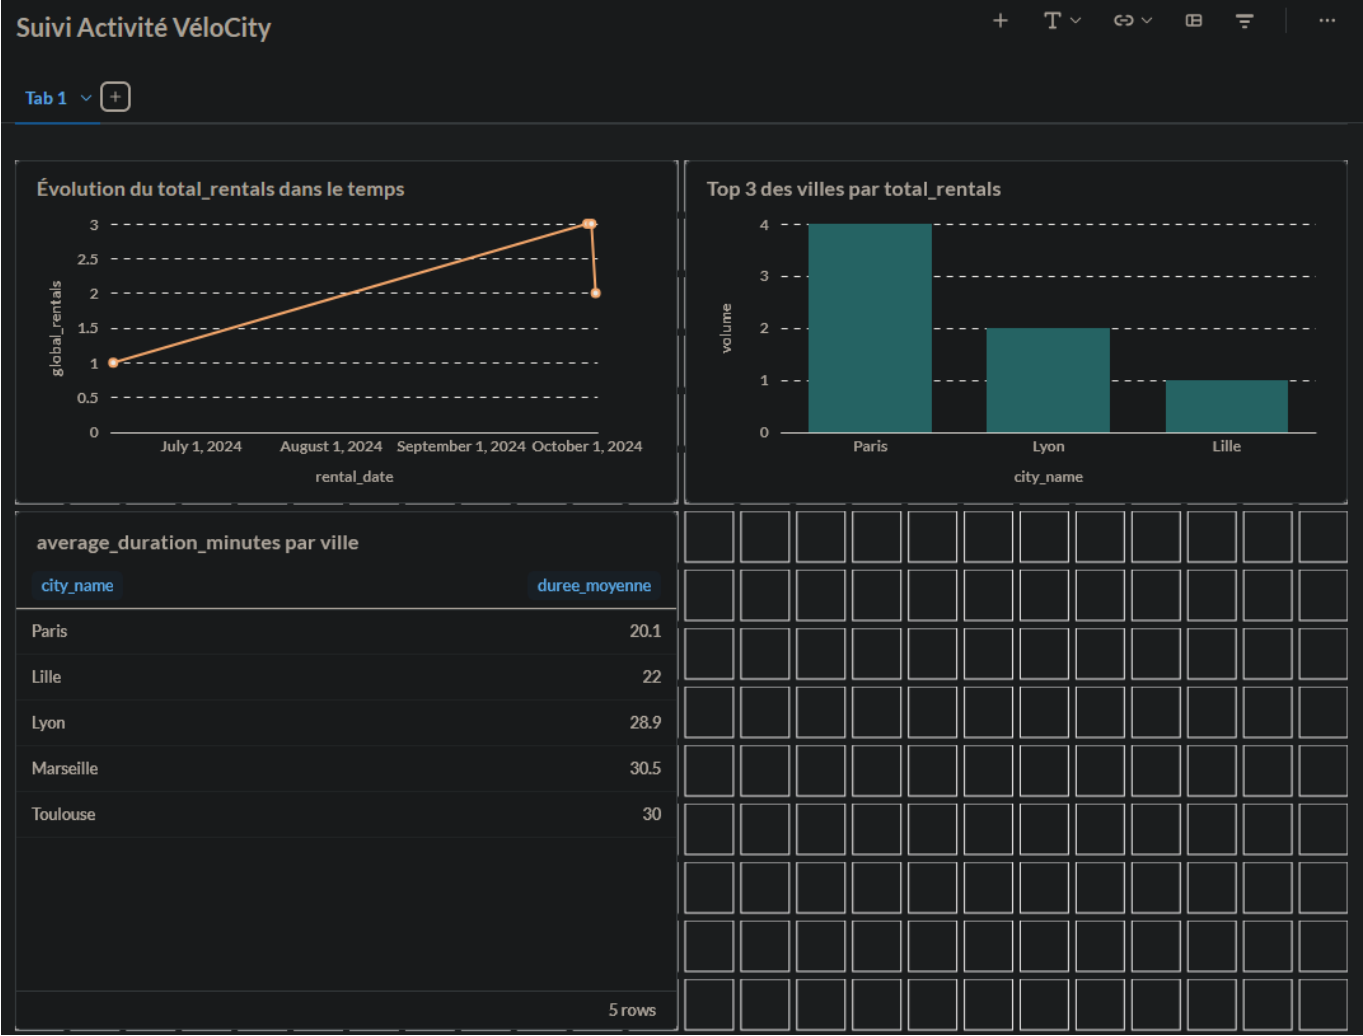 Suivi Activité VéloCity
Tab 1
Évolution du total_rentals dans le temps
global_rentals
3
2.5
2
1.5
1
0.5
0
July 1, 2024 August 1, 2024 September 1, 2024 October 1, 2024
rental_date
Top 3 des villes par total_rentals
volume
4
3
2
1
0
Paris Lyon Lille
city_name
average_duration_minutes par ville
city_name duree_moyenne
Paris 20.1
Lille 22
Lyon 28.9
Marseille 30.5
Toulouse 30
5 rows